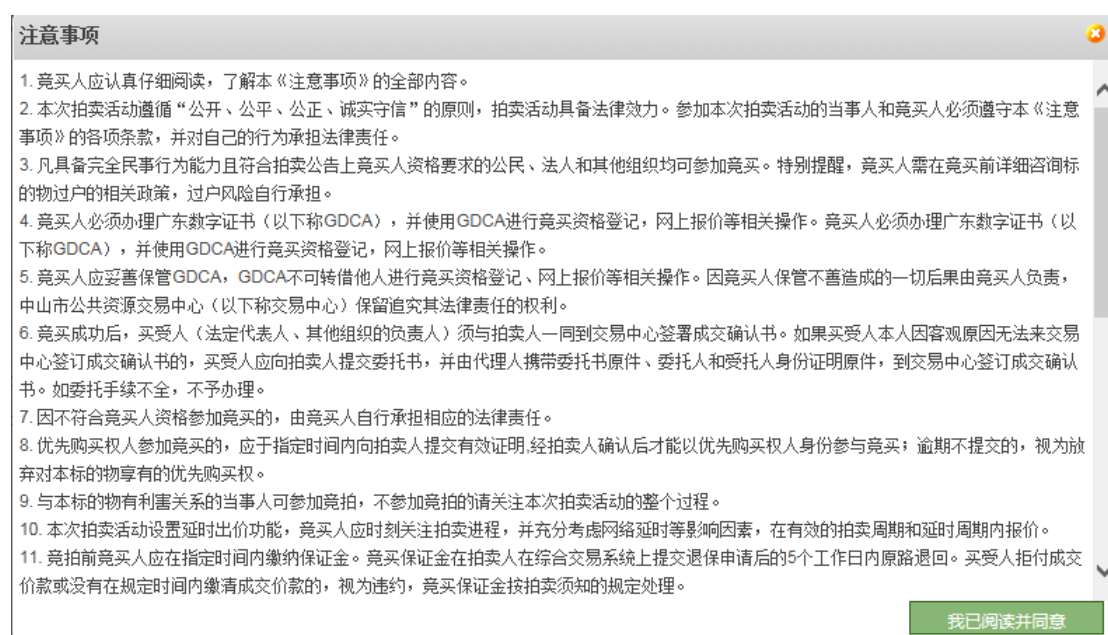 注意事项
1. 竞买人应认真仔细阅读，了解本《注意事项》的全部内容。
2. 本次拍卖活动遵循“公开、公平、公正、诚实守信”的原则，拍卖活动具备法律效力。参加本次拍卖活动的当事人和竞买人必须遵守本《注意
事项》的各项条款，并对自己的行为承担法律责任。
3. 凡具备完全民事行为能力且符合拍卖公告上竞买人资格要求的公民、法人和其他组织均可参加竞买。特别提醒，竞买人需在竞买前详细咨询标
的物过户的相关政策，过户风险自行承担。
4. 竞买人必须办理广东数字证书（以下称GDCA），并使用GDCA进行竞买资格登记，网上报价等相关操作。竞买人必须办理广东数字证书（以
下称GDCA），并使用GDCA进行竞买资格登记，网上报价等相关操作。
5. 竞买人应妥善保管GDCA，GDCA不可转借他人进行竞买资格登记、网上报价等相关操作。因竞买人保管不善造成的一切后果由竞买人负责，
中山市公共资源交易中心（以下称交易中心）保留追究其法律责任的权利。
6. 竞买成功后，买受人（法定代表人、其他组织的负责人）须与拍卖人一同到交易中心签署成交确认书。如果买受人本人因客观原因无法来交易
中心签订成交确认书的，买受人应向拍卖人提交委托书，并由代理人携带委托书原件、委托人和受托人身份证明原件，到交易中心签订成交确认
书。如委托手续不全，不予办理。
7. 因不符合竞买人资格参加竞买的，由竞买人自行承担相应的法律责任。
8. 优先购买权人参加竞买的，应于指定时间内向拍卖人提交有效证明,经拍卖人确认后才能以优先购买权人身份参与竞买；逾期不提交的，视为放
弃对本标的物享有的优先购买权。
9. 与本标的物有利害关系的当事人可参加竞拍，不参加竞拍的请关注本次拍卖活动的整个过程。
10. 本次拍卖活动设置延时出价功能，竞买人应时刻关注拍卖进程，并充分考虑网络延时等影响因素，在有效的拍卖周期和延时周期内报价。
11. 竞拍前竞买人应在指定时间内缴纳保证金。竞买保证金在拍卖人在综合交易系统上提交退保申请后的5个工作日内原路退回。买受人拒付成交
价款或没有在规定时间内缴清成交价款的，视为违约，竞买保证金按拍卖须知的规定处理。
我已阅读并同意